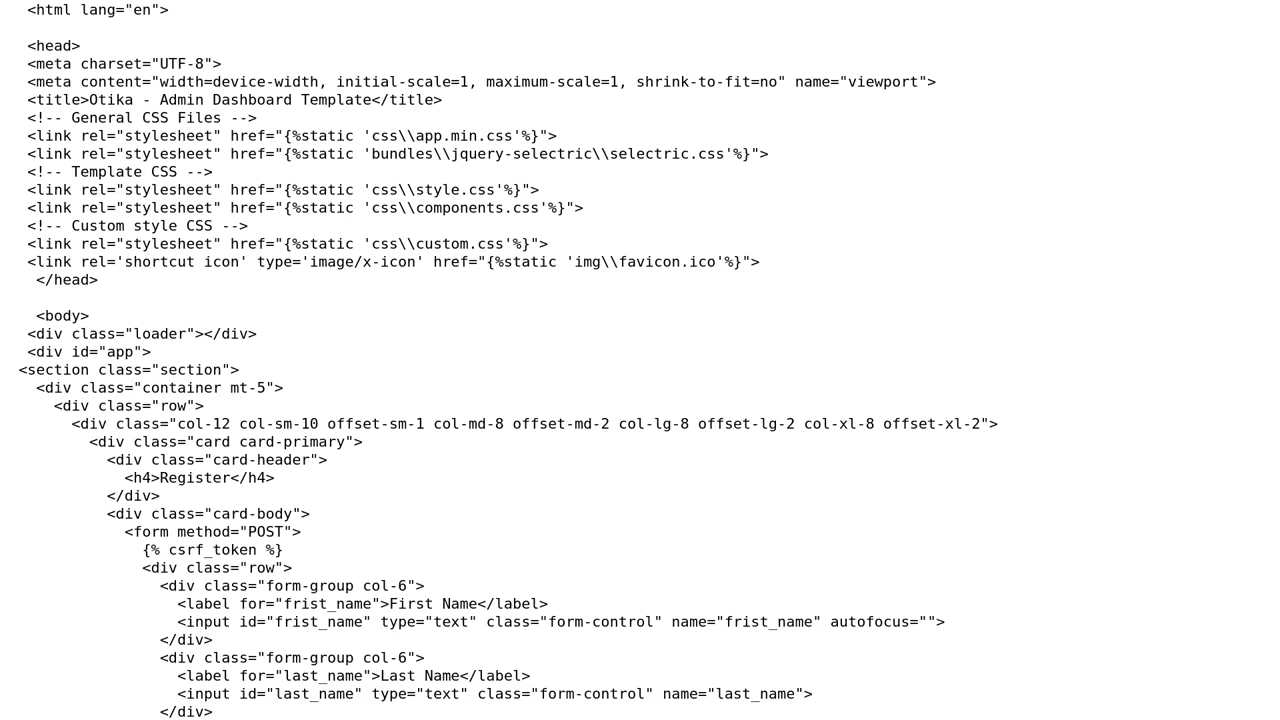 <html lang="en">
<head>
<meta charset="UTF-8">
<meta content="width=device-width, initial-scale=1, maximum-scale=1, shrink-to-fit=no" name="viewport">
<title>Otika - Admin Dashboard Template</title>
<!-- General CSS Files -->
<link rel="stylesheet" href="{%static 'css\\app.min.css'%}">
<link rel="stylesheet" href="{%static 'bundles\\jquery-selectric\\selectric.css'%}">
<!-- Template CSS -->
<link rel="stylesheet" href="{%static 'css\\style.css'%}">
<link rel="stylesheet" href="{%static 'css\\components.css'%}">
<!-- Custom style CSS -->
<link rel="stylesheet" href="{%static 'css\\custom.css'%}">
<link rel='shortcut icon' type='image/x-icon' href="{%static 'img\\favicon.ico'%}">
</head>
<body>
<div class="loader"></div>
<div id="app">
<section class="section">
<div class="container mt-5">
<div class="row">
<div class="col-12 col-sm-10 offset-sm-1 col-md-8 offset-md-2 col-lg-8 offset-lg-2 col-xl-8 offset-xl-2">
<div class="card card-primary">
<div class="card-header">
<h4>Register</h4>
</div>
<div class="card-body">
<form method="POST">
{% csrf_token %}
<div class="row">
<div class="form-group col-6">
<label for="frist_name">First Name</label>
<input id="frist_name" type="text" class="form-control" name="frist_name" autofocus="">
</div>
<div class="form-group col-6">
<label for="last_name">Last Name</label>
<input id="last_name" type="text" class="form-control" name="last_name">
</div>